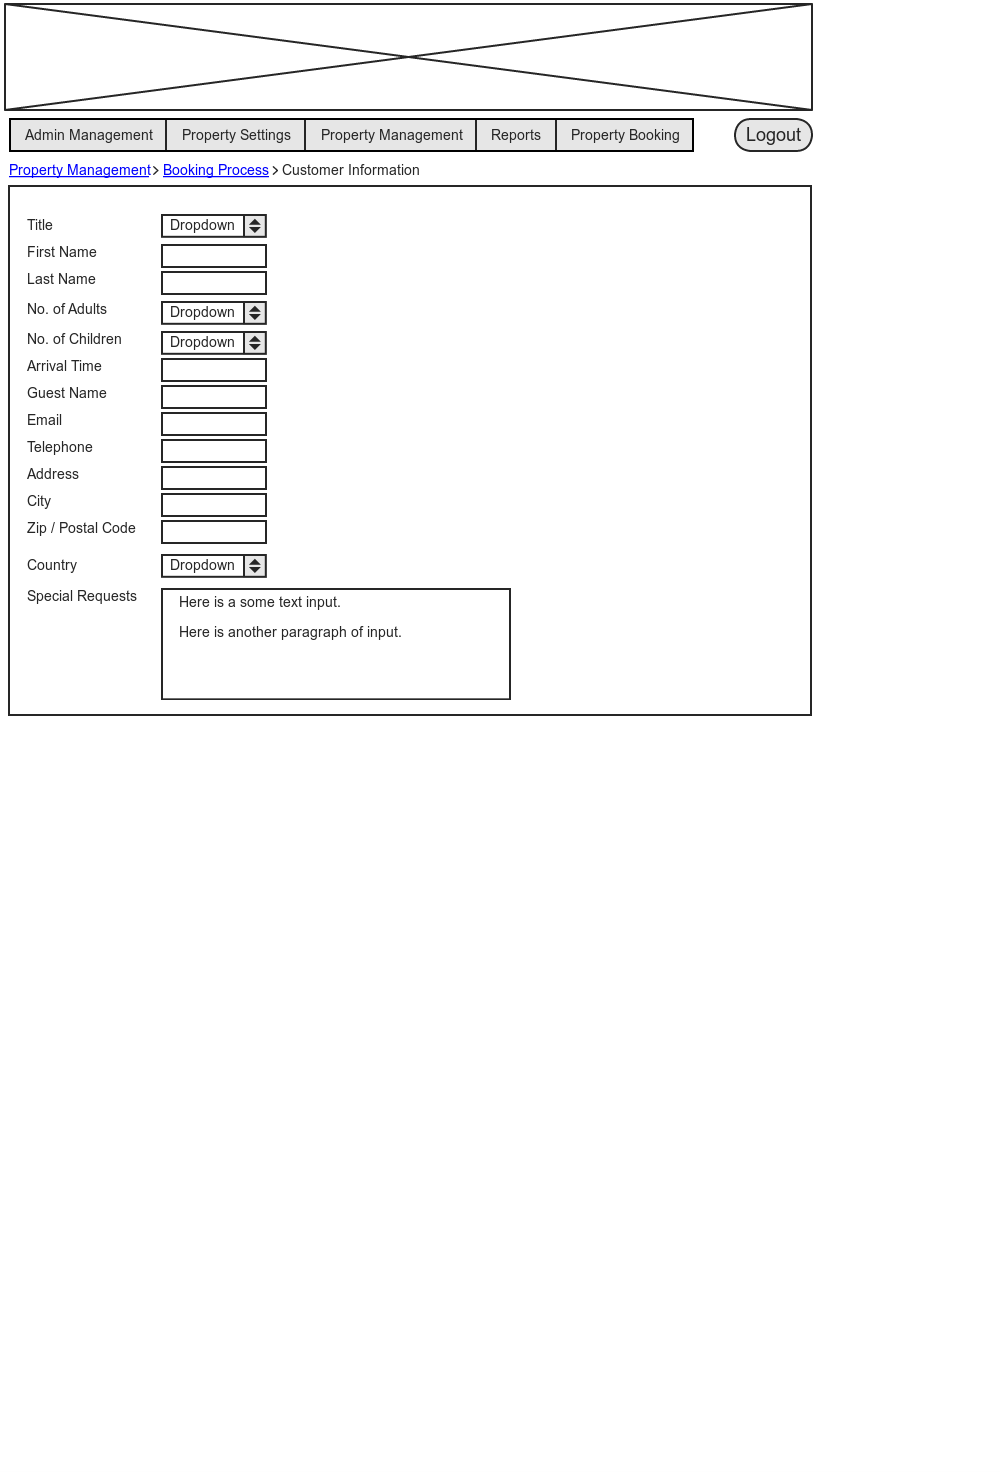 Admin Management Property Settings Property Management Reports Property Booking Logout
Property Management > Booking Process > Customer Information
Title Dropdown
First Name
Last Name
No. of Adults Dropdown
No. of Children Dropdown
Arrival Time
Guest Name
Email
Telephone
Address
City
Zip / Postal Code
Country Dropdown
Special Requests Here is a some text input.
Here is another paragraph of input.